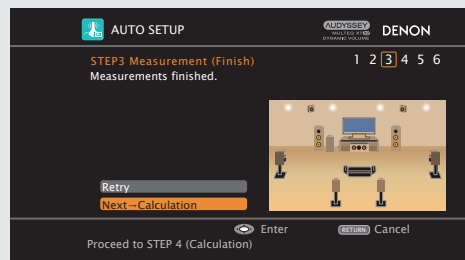 AUTO SETUP
AUDYSSEY
MULTEQ XT32
DYNAMIC VOLUME
DENON
STEP3 Measurement (Finish)
1 2 3 4 5 6
Measurements finished.
Retry
Next→Calculation
Enter
RETURN Cancel
Proceed to STEP 4 (Calculation)